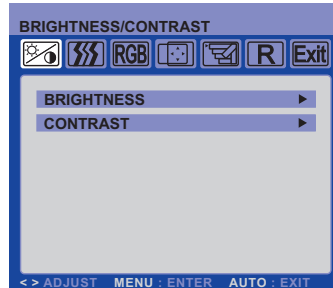 BRIGHTNESS/CONTRAST
RGB R Exit
BRIGHTNESS
CONTRAST
< > ADJUST MENU : ENTER AUTO : EXIT